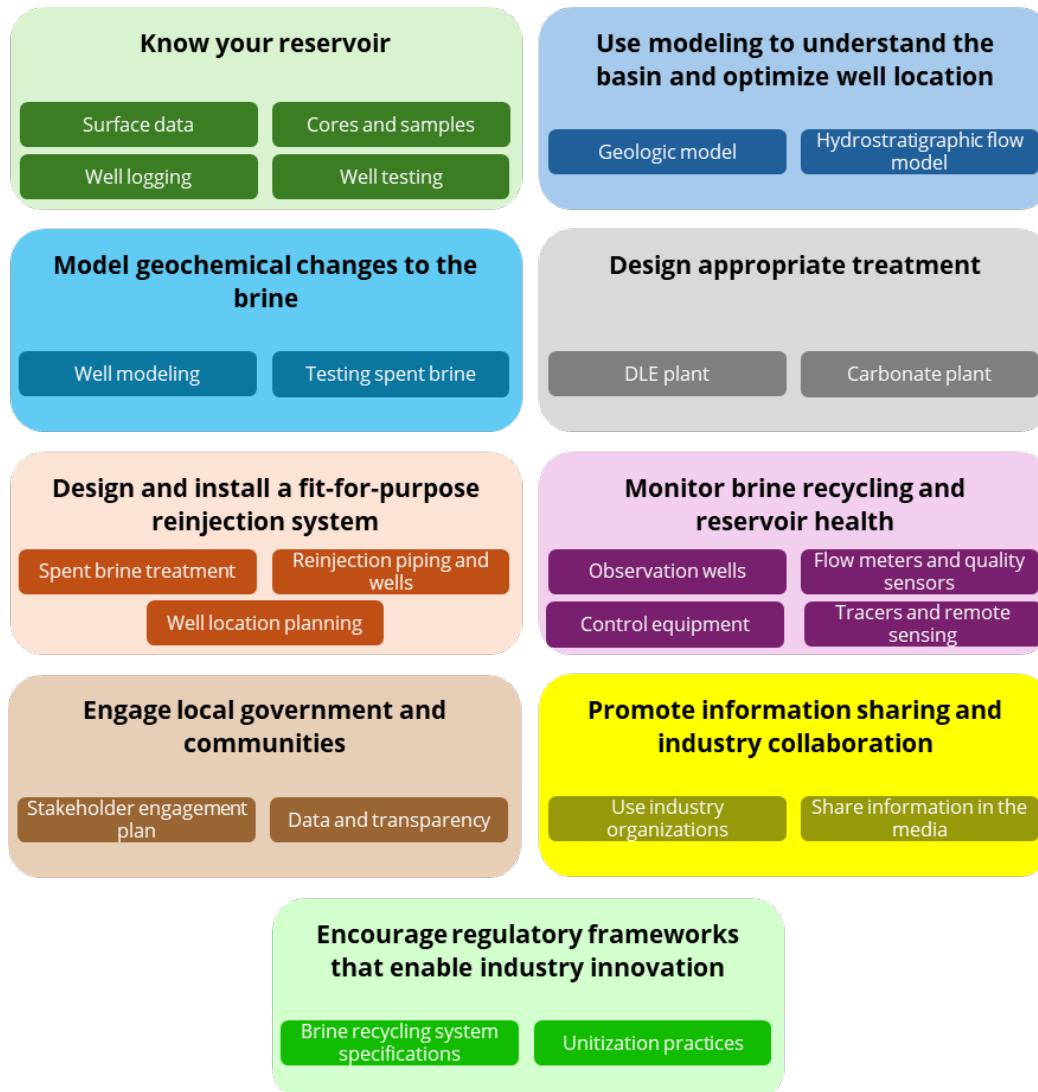 Know your reservoir
Surface data
Cores and samples
Well logging
Well testing
Use modeling to understand the
basin and optimize well location
Geologic model
Hydrostratigraphic flow
model
Model geochemical changes to the
brine
Well modeling
Testing spent brine
Design appropriate treatment
DLE plant
Carbonate plant
Design and install a fit-for-purpose
reinjection system
Spent brine treatment
Reinjection piping and
wells
Well location planning
Monitor brine recycling and
reservoir health
Observation wells
Flow meters and quality
sensors
Control equipment
Tracers and remote
sensing
Engage local government and
communities
Stakeholder engagement
plan
Data and transparency
Promote information sharing and
industry collaboration
Use industry
organizations
Share information in the
media
Encourage regulatory frameworks
that enable industry innovation
Brine recycling system
specifications
Unitization practices